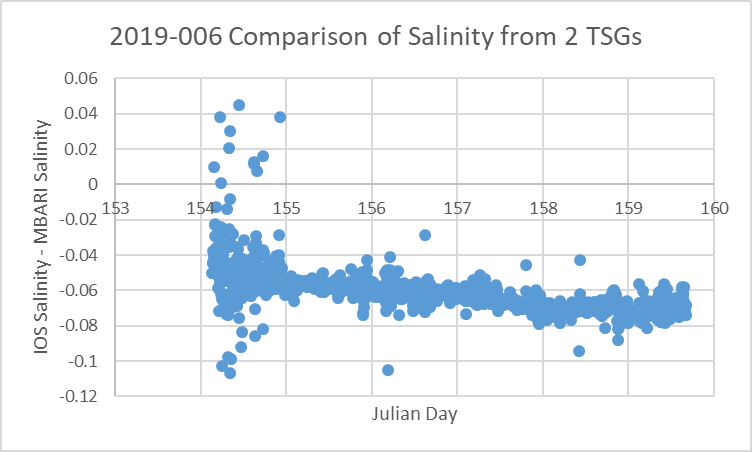 2019-006 Comparison of Salinity from 2 TSGs
0.06
0.04
0.02
0
-0.02
-0.04
-0.06
-0.08
-0.1
-0.12
153 154 155 156 157 158 159 160
IOS Salinity - MBARI Salinity
Julian Day